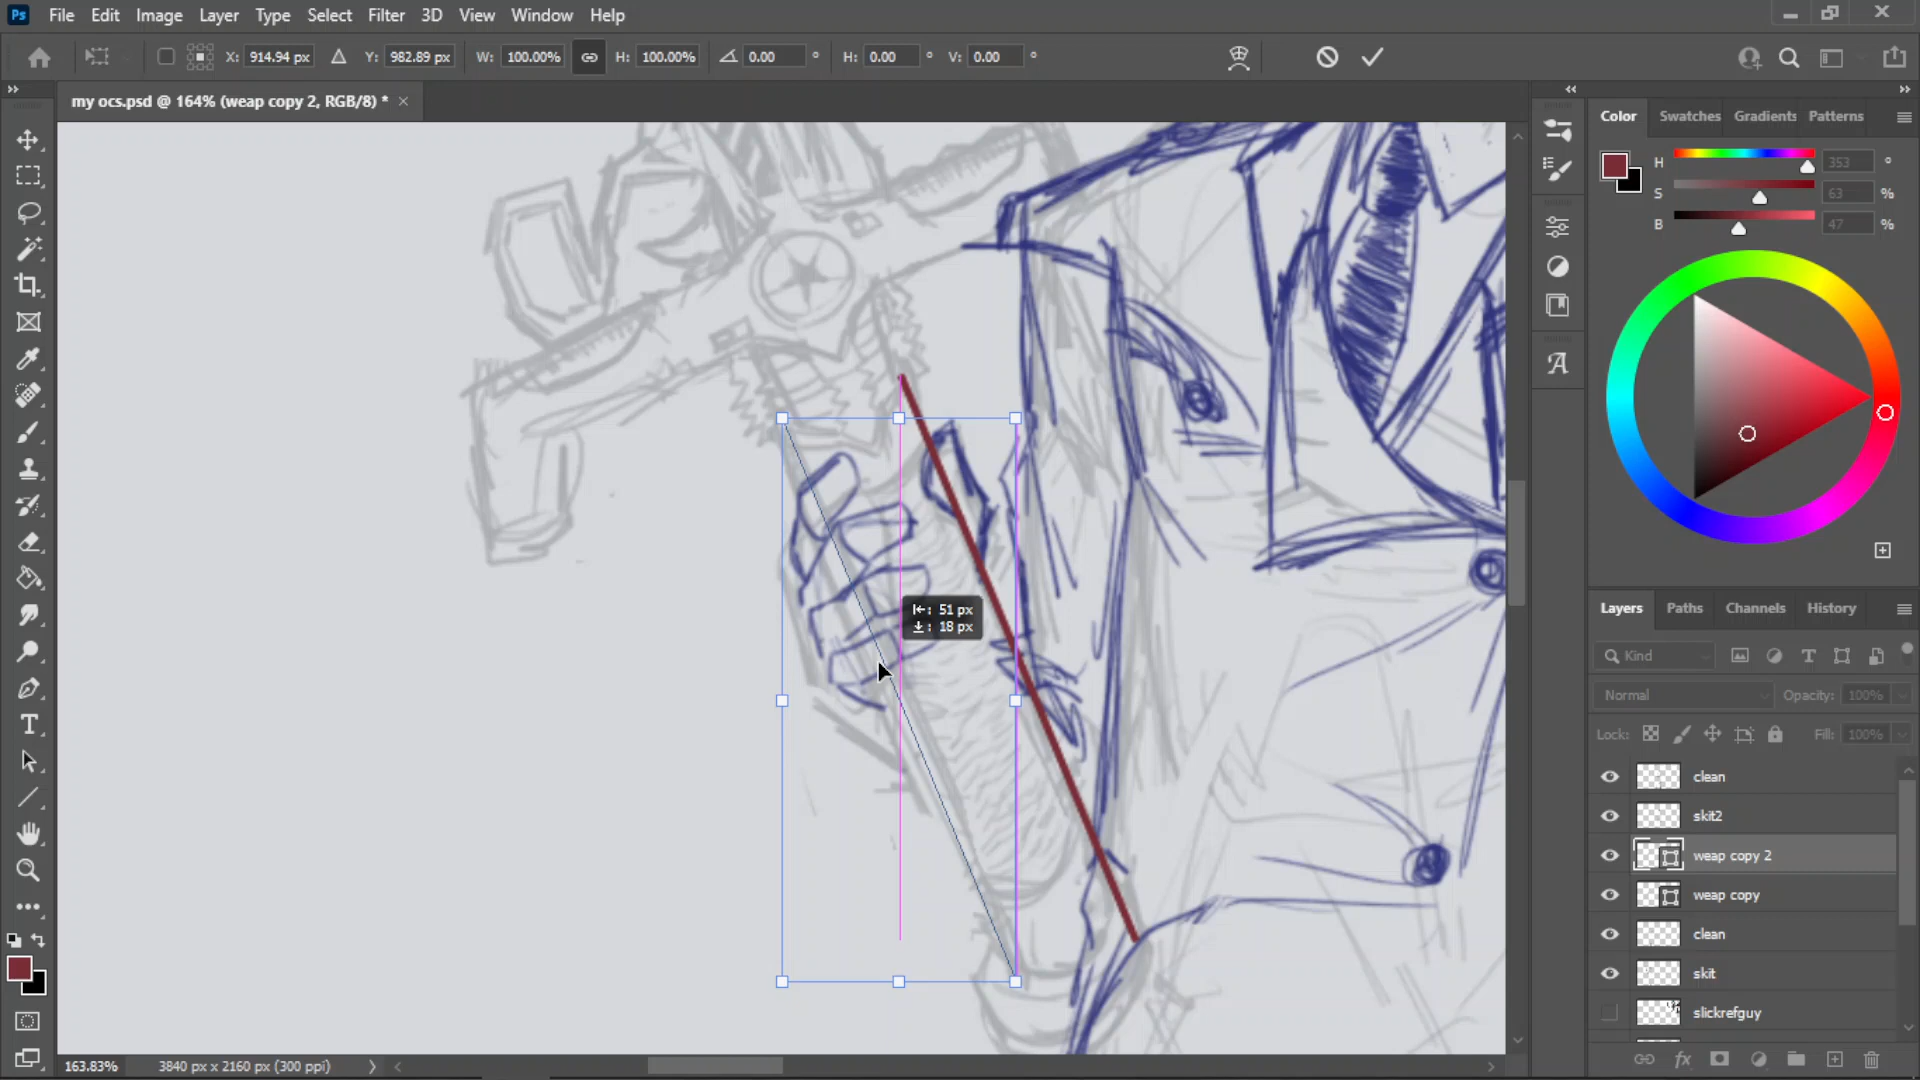 Ps File Edit Image Layer Type Select Filter 3D View Window Help
X: 914.94 px Y: 982.89 px W: 100.00% H: 100.00% 0.00 ° H: 0.00 ° V: 0.00 °
my ocs.psd @ 164% (weap copy 2, RGB/8) *
Color Swatches Gradients Patterns
H 353 °
S 63 %
B 47 %
51 px
18 px
Layers Paths Channels History
Kind
Normal Opacity: 100%
Lock: Fill: 100%
clean
skit2
weap copy 2
weap copy
clean
skit
slickrefguy
163.83% 3840 px x 2160 px (300 ppi)